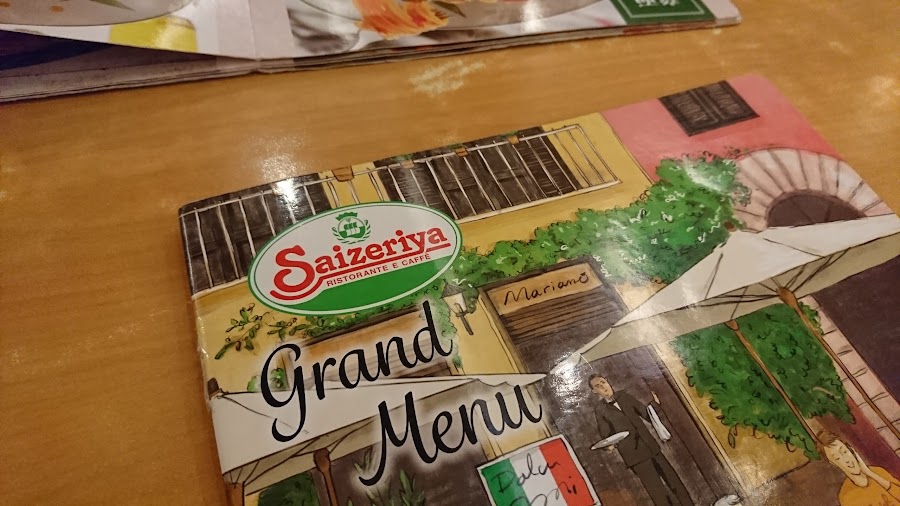 Saizeriya
RISTORANTE E CAFFÈ
Mariano
Grand
Menu